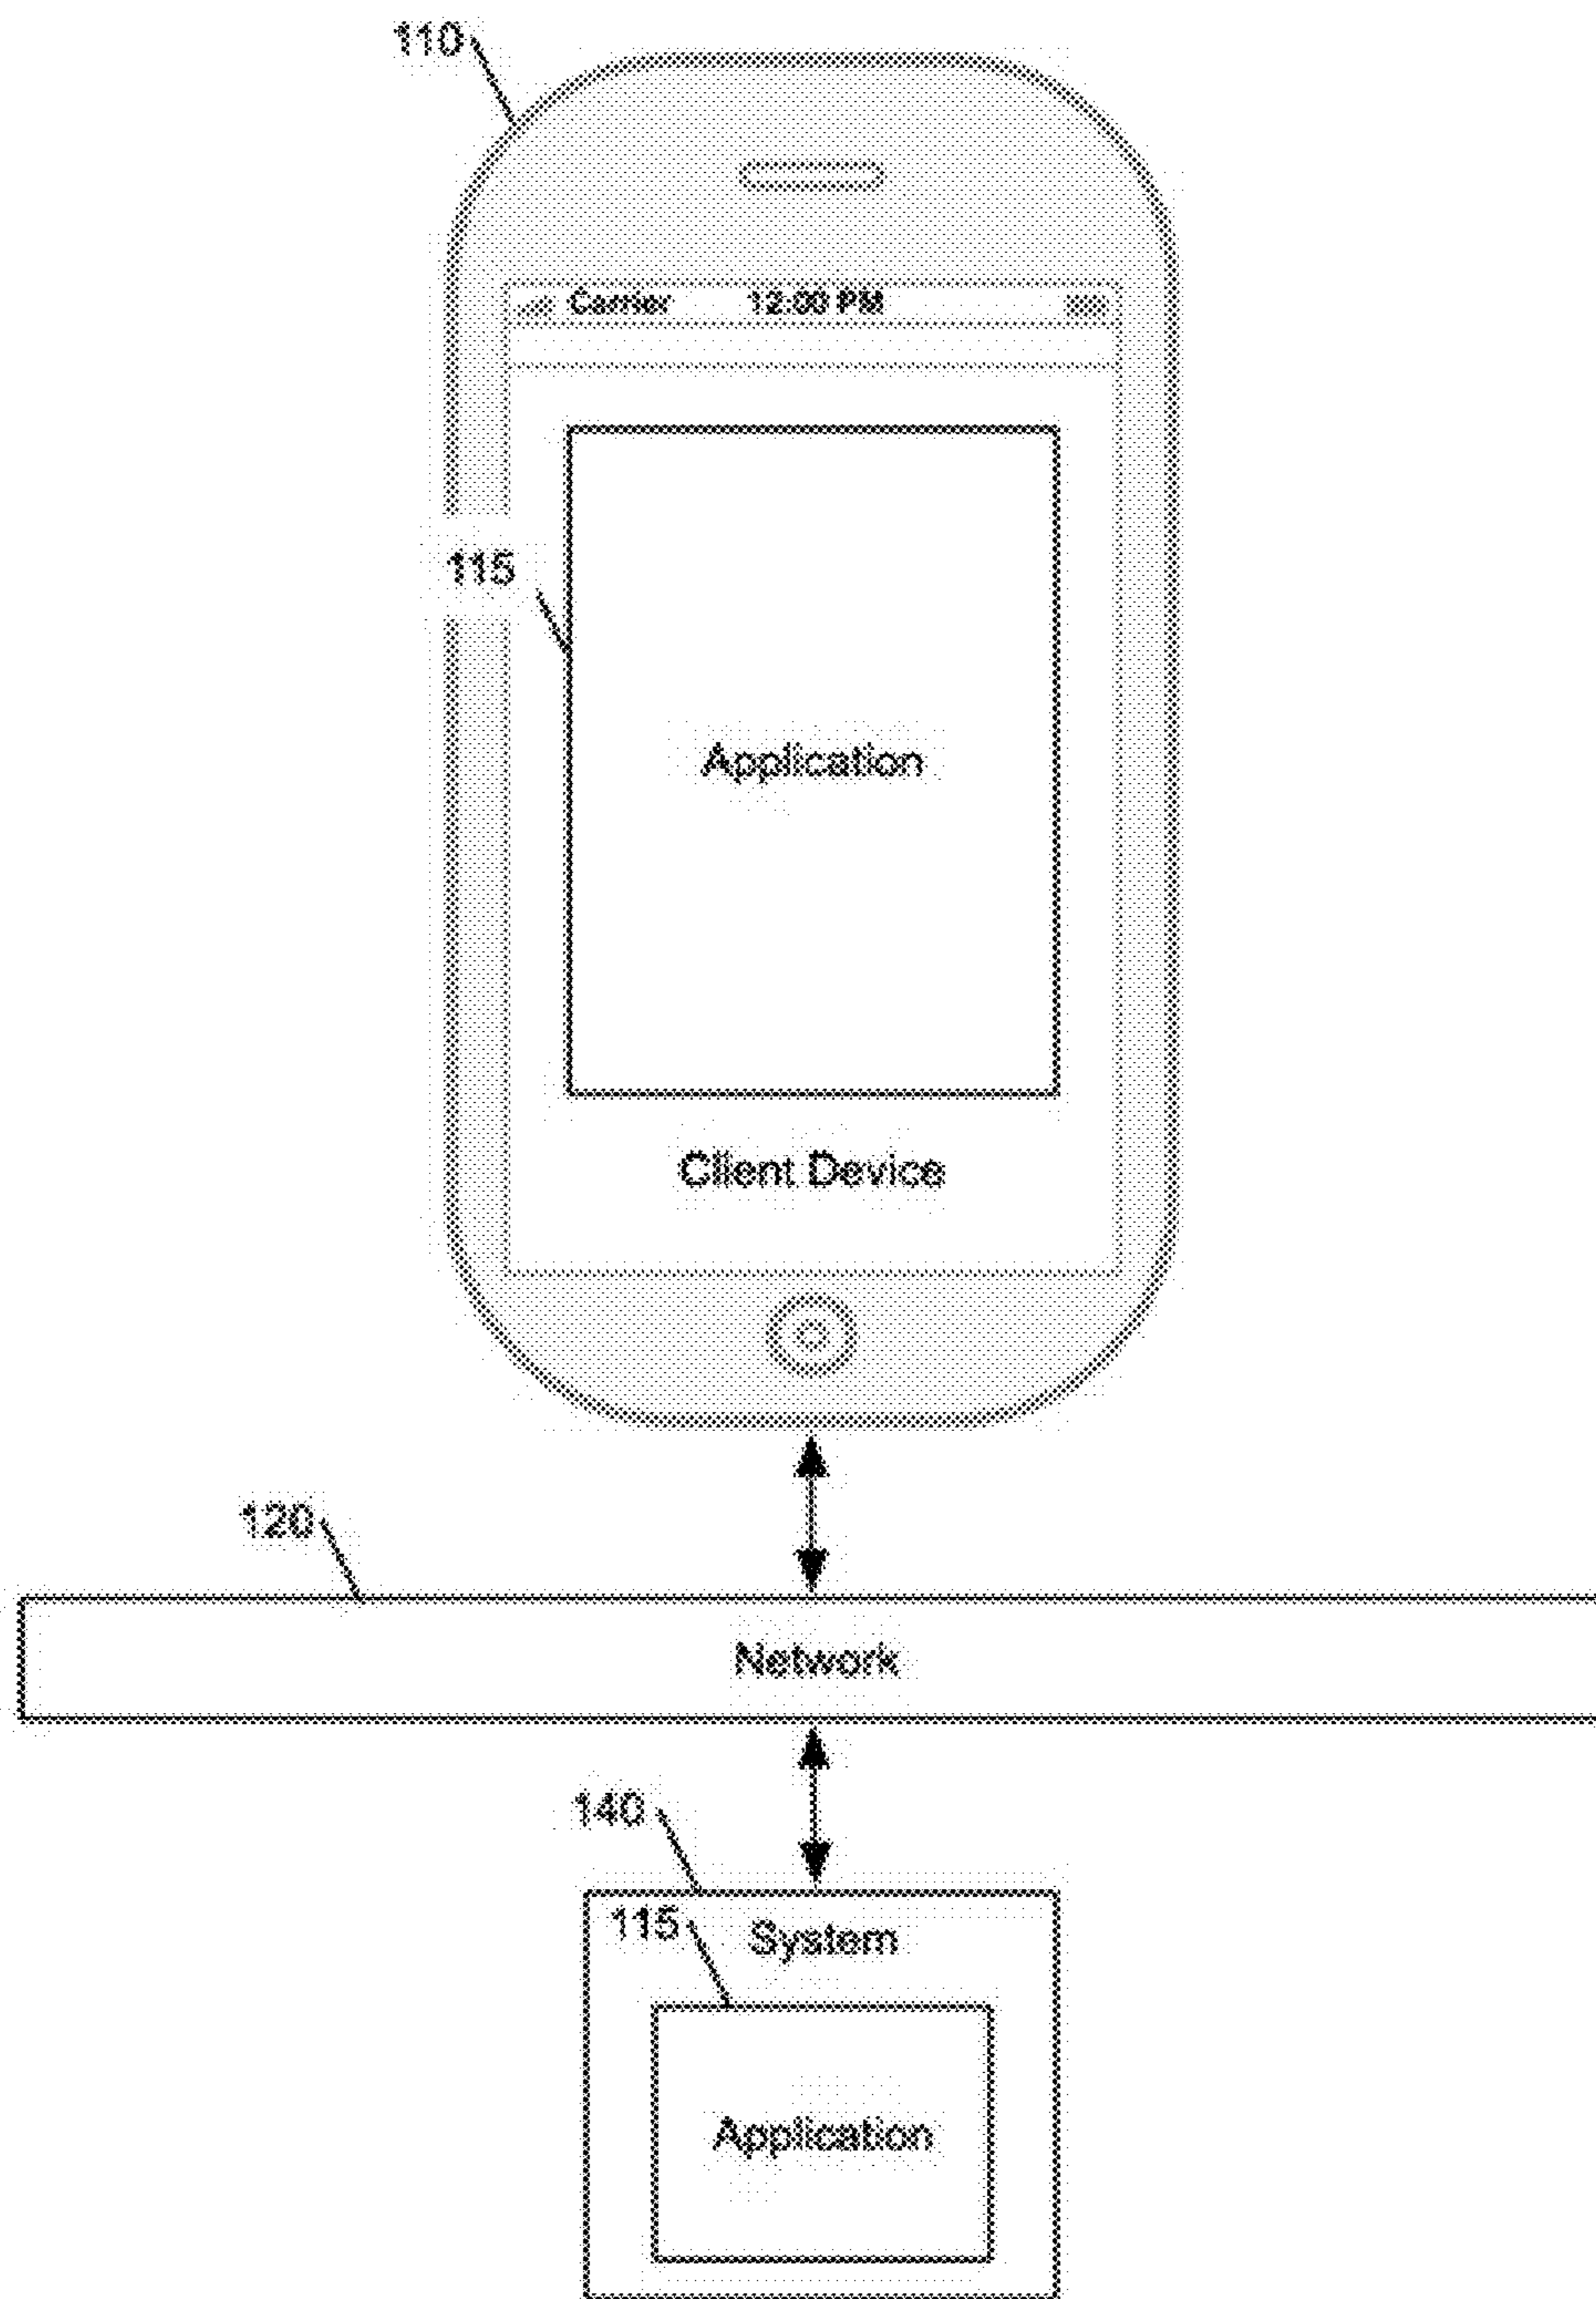 110
Carrier 12:00 PM
115
Application
Client Device
120
Network
140
115 System
Application